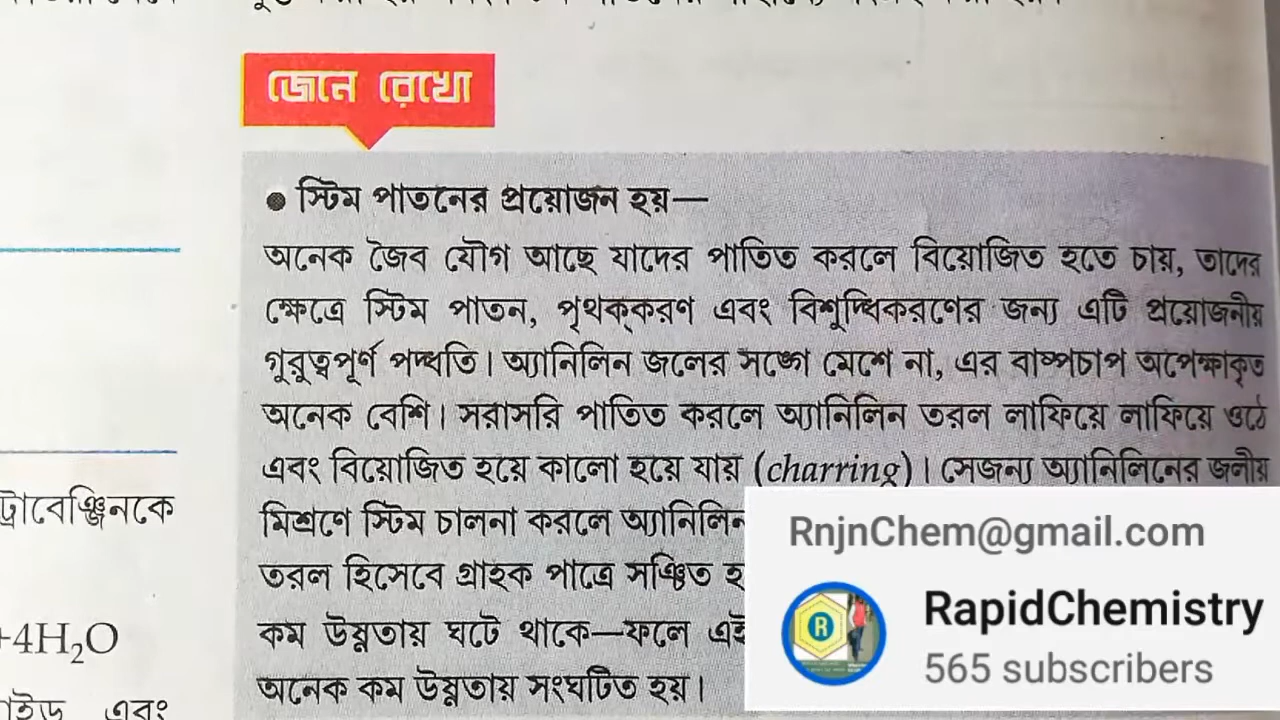 জেনে রেখো
● স্টিম পাতনের প্রয়োজন হয়—
অনেক জৈব যৌগ আছে যাদের পাতিত করলে বিয়োজিত হতে চায়, তাদের
ক্ষেত্রে স্টিম পাতন, পৃথক্‌করণ এবং বিশুদ্ধিকরণের জন্য এটি প্রয়োজনীয়
গুরুত্বপূর্ণ পদ্ধতি। অ্যানিলিন জলের সঙ্গে মেশে না, এর বাষ্পচাপ অপেক্ষাকৃত
অনেক বেশি। সরাসরি পাতিত করলে অ্যানিলিন তরল লাফিয়ে লাফিয়ে ওঠে
এবং বিয়োজিত হয়ে কালো হয়ে যায় (charring)। সেজন্য অ্যানিলিনের জলীয়
মিশ্রণে স্টিম চালনা করলে অ্যানিলিন
তরল হিসেবে গ্রাহক পাত্রে সঞ্চিত হ
কম উষ্ণতায় ঘটে থাকে—ফলে এই
অনেক কম উষ্ণতায় সংঘটিত হয়।
ট্রাবেঞ্জিনকে
+4H₂O
এবং
RnjnChem@gmail.com
RapidChemistry
565 subscribers